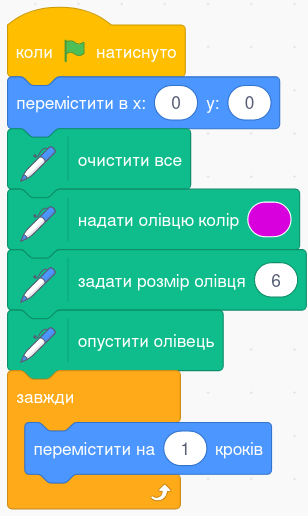 коли натиснуто
перемістити в x: 0 y: 0
очистити все
надати олівцю колір
задати розмір олівця 6
опустити олівець
завжди
перемістити на 1 кроків